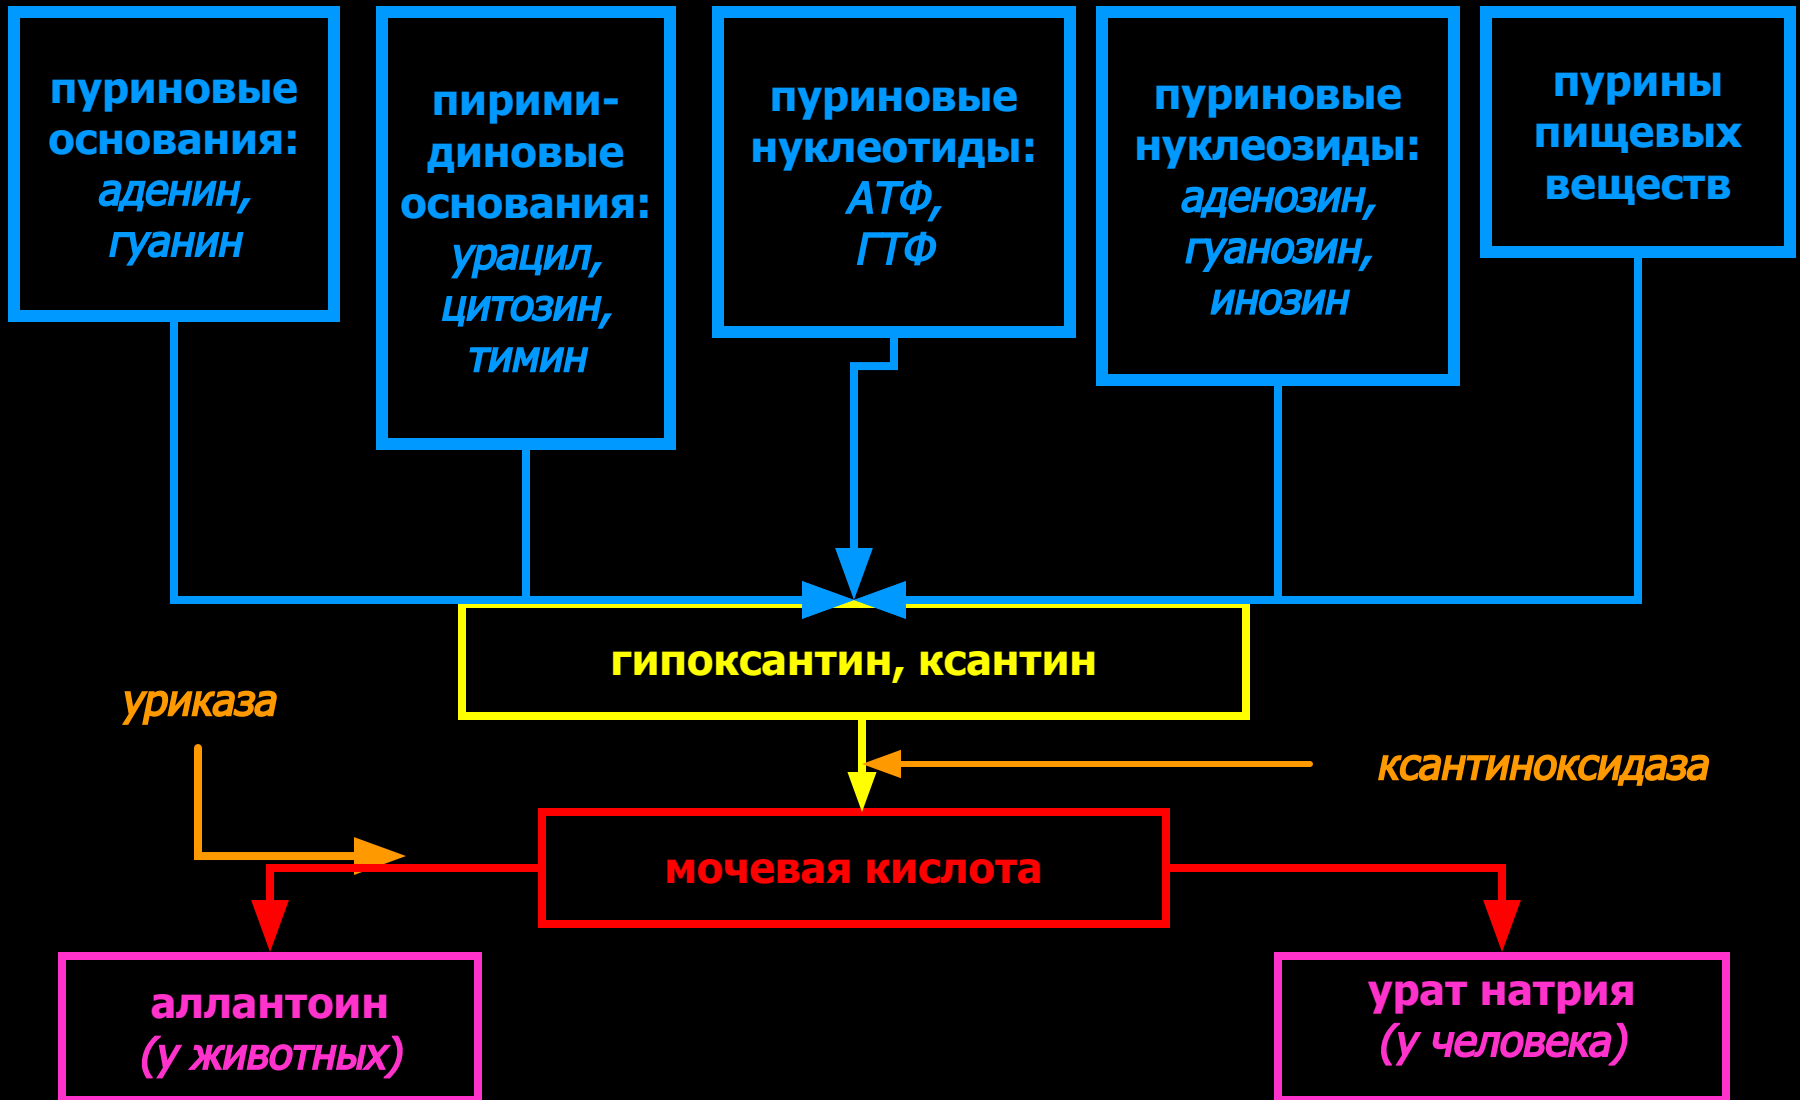 пуриновые
основания:
аденин,
гуанин
пирими-
диновые
основания:
урацил,
цитозин,
тимин
пуриновые
нуклеотиды:
АТФ,
ГТФ
пуриновые
нуклеозиды:
аденозин,
гуанозин,
инозин
пурины
пищевых
веществ
гипоксантин, ксантин
уриказа
ксантиноксидаза
мочевая кислота
аллантоин
(у животных)
урат натрия
(у человека)